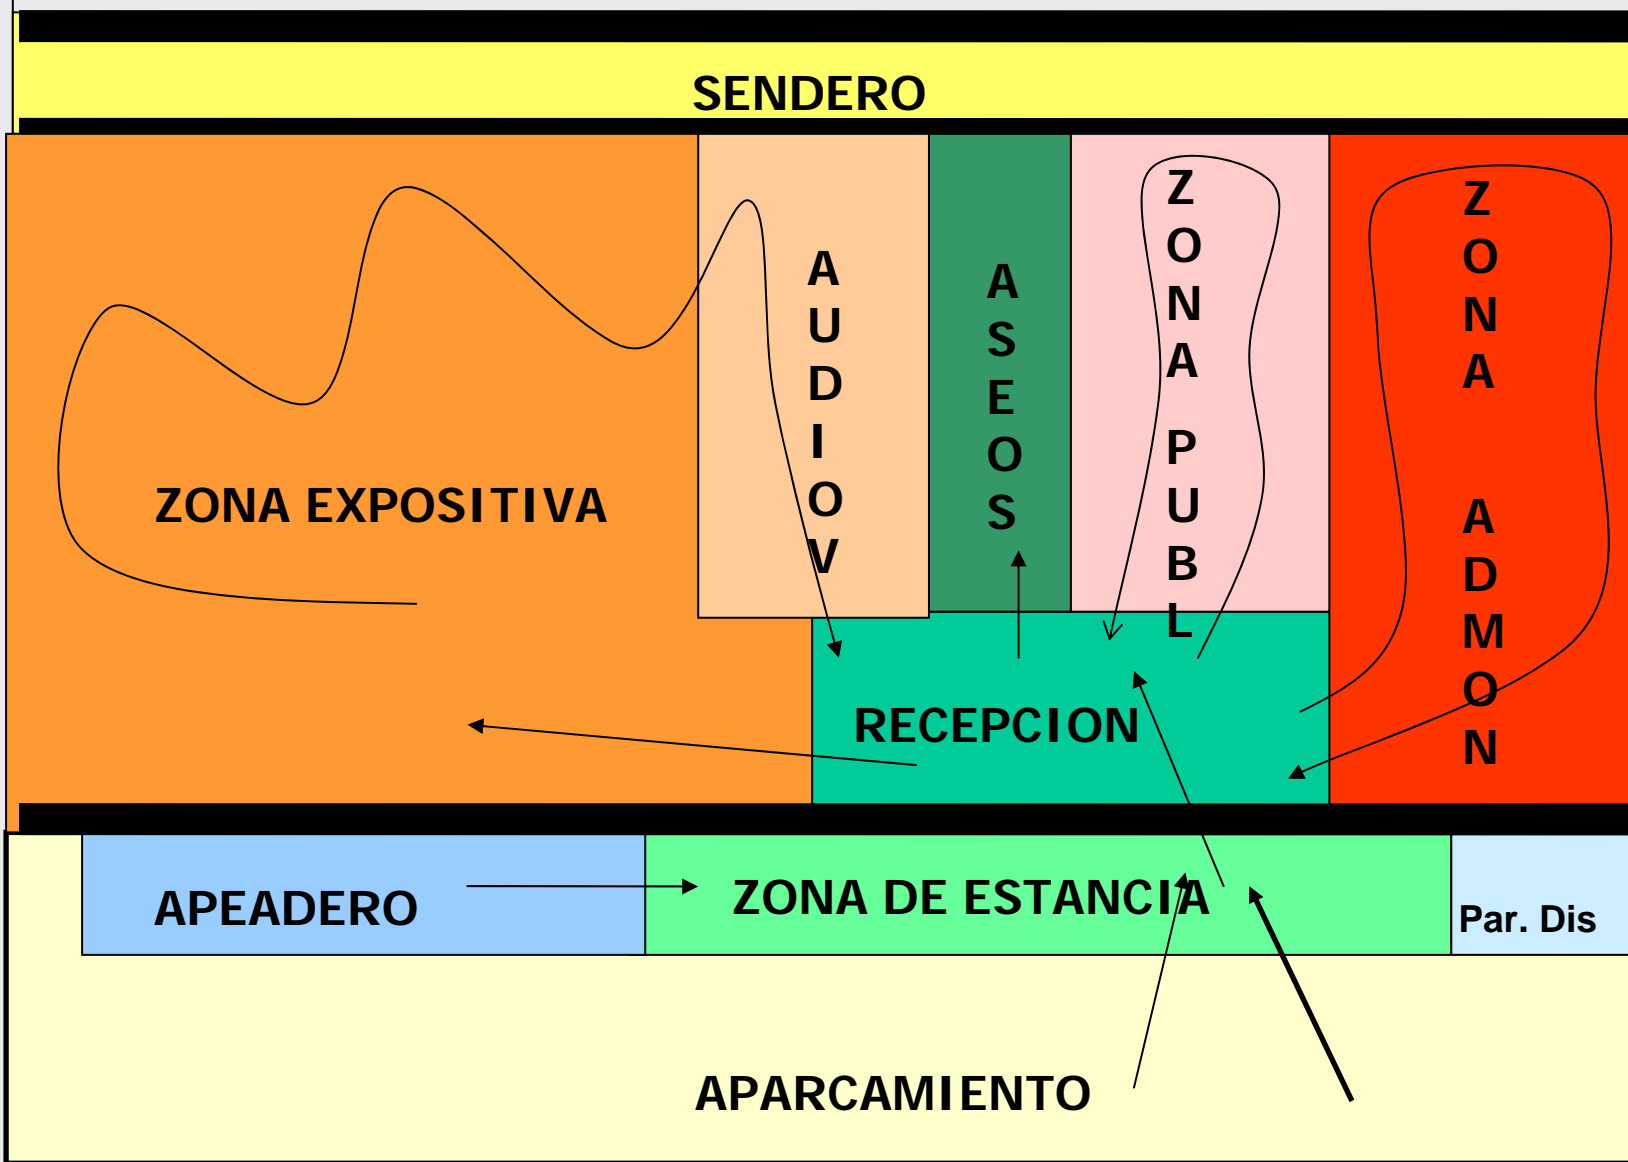 SENDERO
AUDIOV
ASEOS
ZONA PUBL
ZONA ADMON
ZONA EXPOSITIVA
RECEPCION
APEADERO
ZONA DE ESTANCIA
Par. Dis
APARCAMIENTO